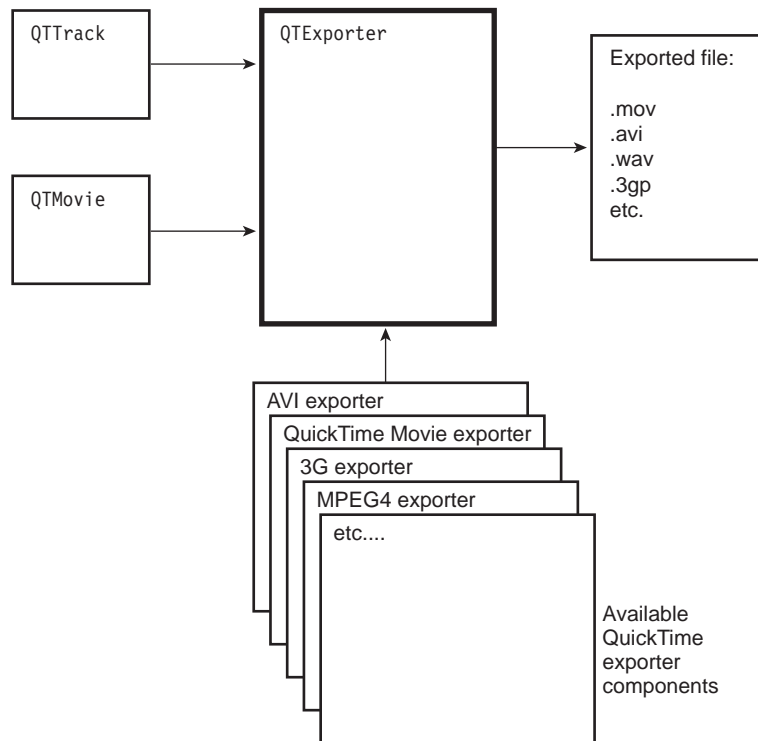 QTTrack
QTExporter
Exported file:
.mov
.avi
.wav
.3gp
etc.
QTMovie
AVI exporter
QuickTime Movie exporter
3G exporter
MPEG4 exporter
etc....
Available
QuickTime
exporter
components